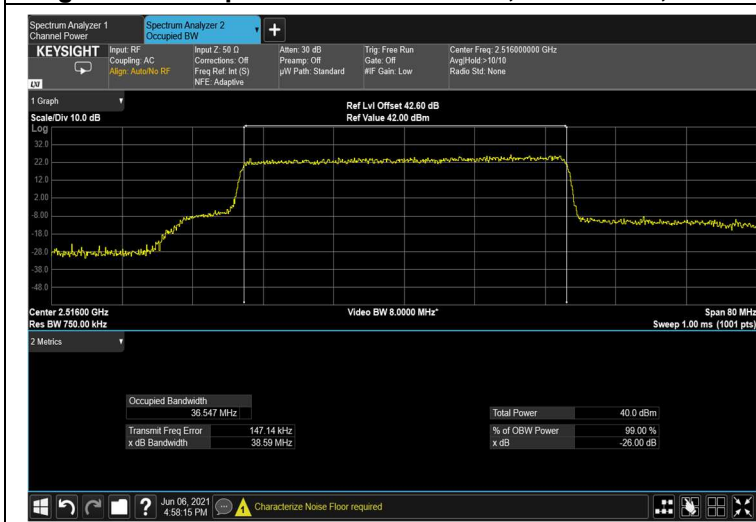 Spectrum Analyzer 1
Channel Power
Spectrum Analyzer 2
Occupied BW
KEYSIGHT
Input: RF
Coupling: AC
Align: Auto/No RF
Input Z: 50 Ω
Corrections: Off
Freq Ref: Int (S)
NFE: Adaptive
Atten: 30 dB
Preamp: Off
µW Path: Standard
Trig: Free Run
Gate: Off
#IF Gain: Low
Center Freq: 2.516000000 GHz
Avg|Hold:>10/10
Radio Std: None
LXI
1 Graph
Scale/Div 10.0 dB
Ref Lvl Offset 42.60 dB
Ref Value 42.00 dBm
Log
32.0
22.0
12.0
2.00
-8.00
-18.0
-28.0
-38.0
-48.0
Center 2.51600 GHz
Res BW 750.00 kHz
Video BW 8.0000 MHz*
Span 80 MHz
Sweep 1.00 ms (1001 pts)
2 Metrics
Occupied Bandwidth
36.547 MHz
Transmit Freq Error 147.14 kHz
x dB Bandwidth 38.59 MHz
Total Power 40.0 dBm
% of OBW Power 99.00 %
x dB -26.00 dB
Jun 06, 2021
4:58:15 PM
Characterize Noise Floor required